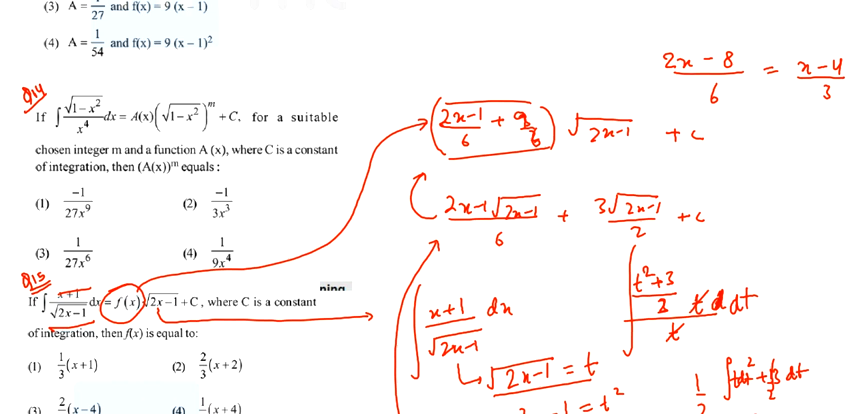 (3) A = 1/27 and f(x) = 9 (x – 1)
(4) A = 1/54 and f(x) = 9 (x – 1)²
Q14
If ∫ √(1–x²)/x⁴ dx = A(x)(√(1–x²))^m + C, for a suitable
chosen integer m and a function A (x), where C is a constant
of integration, then (A(x))^m equals :
(1) –1/27x⁹ (2) –1/3x³
(3) 1/27x⁶ (4) 1/9x⁴
Q15
If ∫ x+1/√(2x–1) dx = f(x)√(2x–1) + C, where C is a constant
of integration, then f(x) is equal to:
(1) 1/3(x+1) (2) 2/3(x+2)
(3) 2/3(x–4) (4) 1/3(x+4)
2x–8/6 = x–4/3
(2x–1/6 + 9/6) √(2x–1) + c
2x–1√(2x–1)/6 + 3√(2x–1)/2 + c
∫ x+1/√(2x–1) dx
√(2x–1) = t
–1 = t²